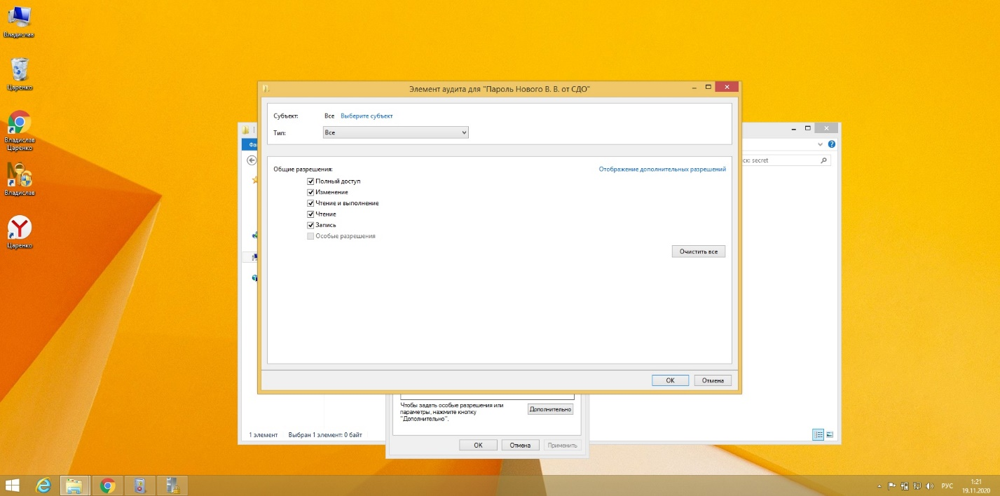 Владислав
Царенко
Владислав
Царенко
Владислав
Царенко
Элемент аудита для "Пароль Нового В. В. от СДО"
Субъект: Все Выберите субъект
Тип: Все
Общие разрешения: Отображение дополнительных разрешений
Полный доступ
Изменение
Чтение и выполнение
Чтение
Запись
Особые разрешения
Очистить все
ОК Отмена
secret
Чтобы задать особые разрешения или
параметры, нажмите кнопку
"Дополнительно".
Дополнительно
ОК Отмена Применить
1 элемент Выбран 1 элемент: 0 байт
РУС
1:21
19.11.2020